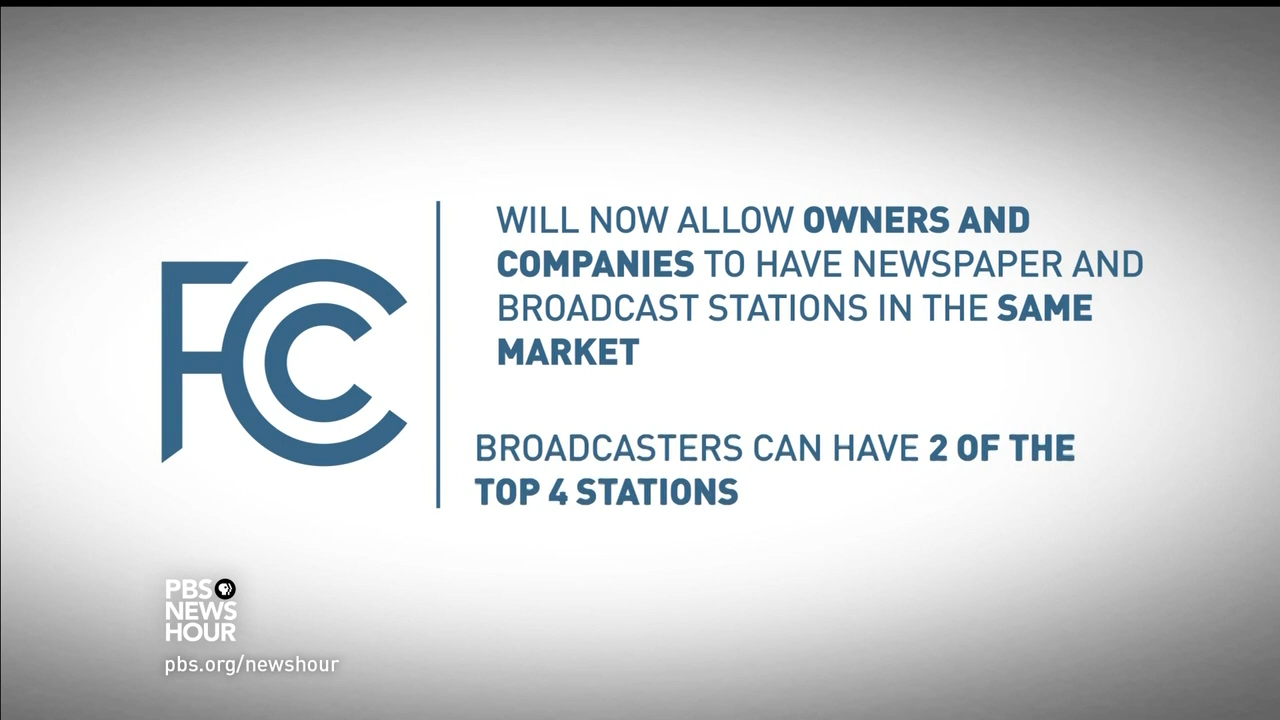 FCC
WILL NOW ALLOW OWNERS AND
COMPANIES TO HAVE NEWSPAPER AND
BROADCAST STATIONS IN THE SAME
MARKET
BROADCASTERS CAN HAVE 2 OF THE
TOP 4 STATIONS
PBS
NEWS
HOUR
pbs.org/newshour